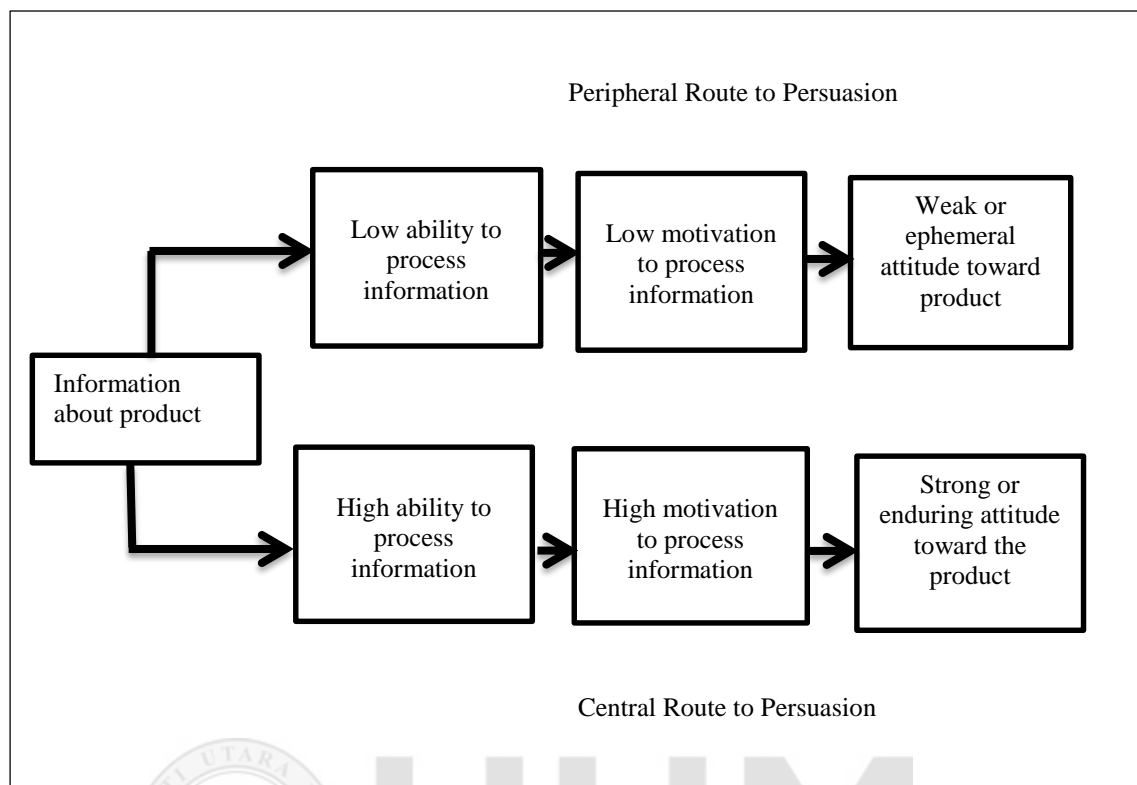 Peripheral Route to Persuasion
Low ability to
process
information
Low motivation
to process
information
Weak or
ephemeral
attitude toward
product
Information
about product
High ability to
process
information
High motivation
to process
information
Strong or
enduring attitude
toward the
product
Central Route to Persuasion
UTARA